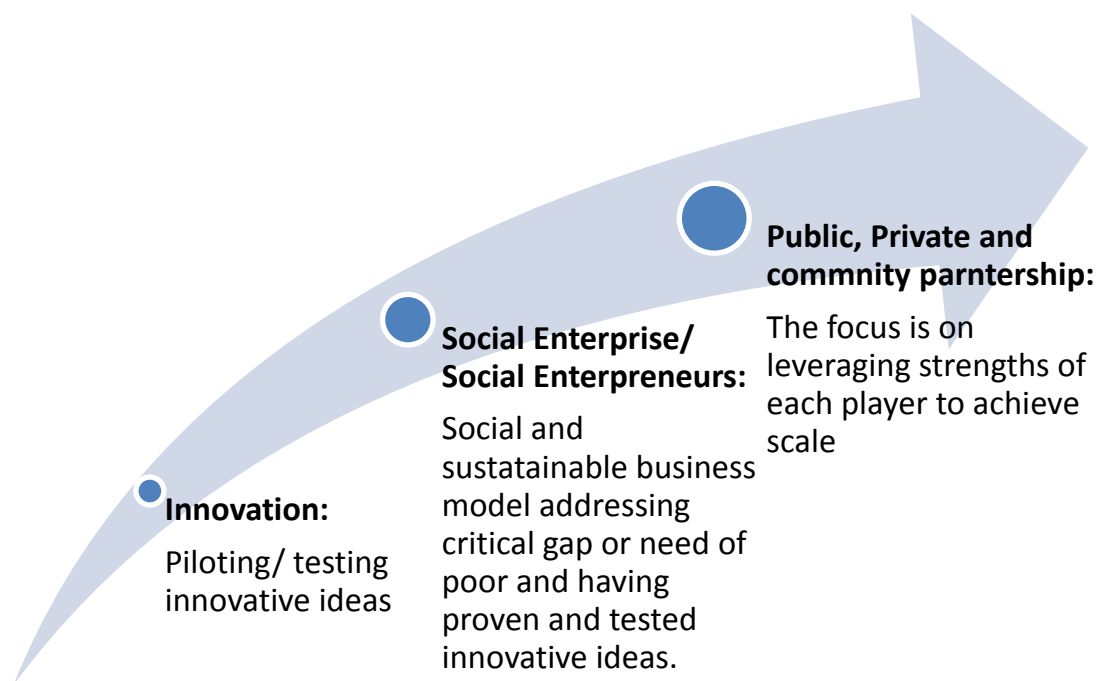 Innovation:
Piloting/ testing
innovative ideas
Social Enterprise/
Social Enterpreneurs:
Social and
sustatainable business
model addressing
critical gap or need of
poor and having
proven and tested
innovative ideas.
Public, Private and
commnity parntership:
The focus is on
leveraging strengths of
each player to achieve
scale